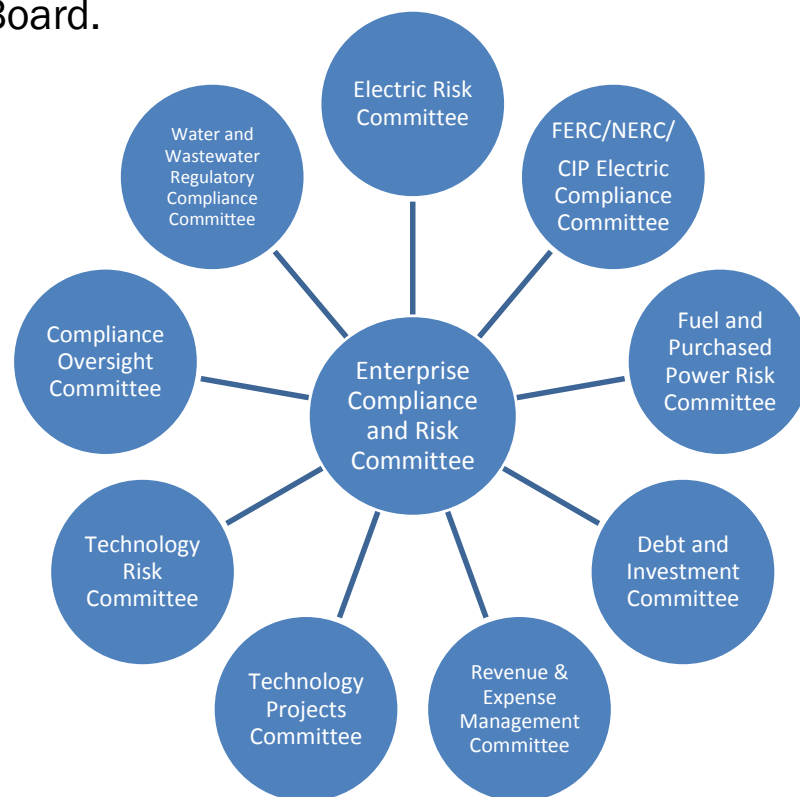 Board.
Electric Risk
Committee
FERC/NERC/
CIP Electric
Compliance
Committee
Fuel and
Purchased
Power Risk
Committee
Debt and
Investment
Committee
Revenue &
Expense
Management
Committee
Technology
Projects
Committee
Technology
Risk
Committee
Compliance
Oversight
Committee
Water and
Wastewater
Regulatory
Compliance
Committee
Enterprise
Compliance
and Risk
Committee